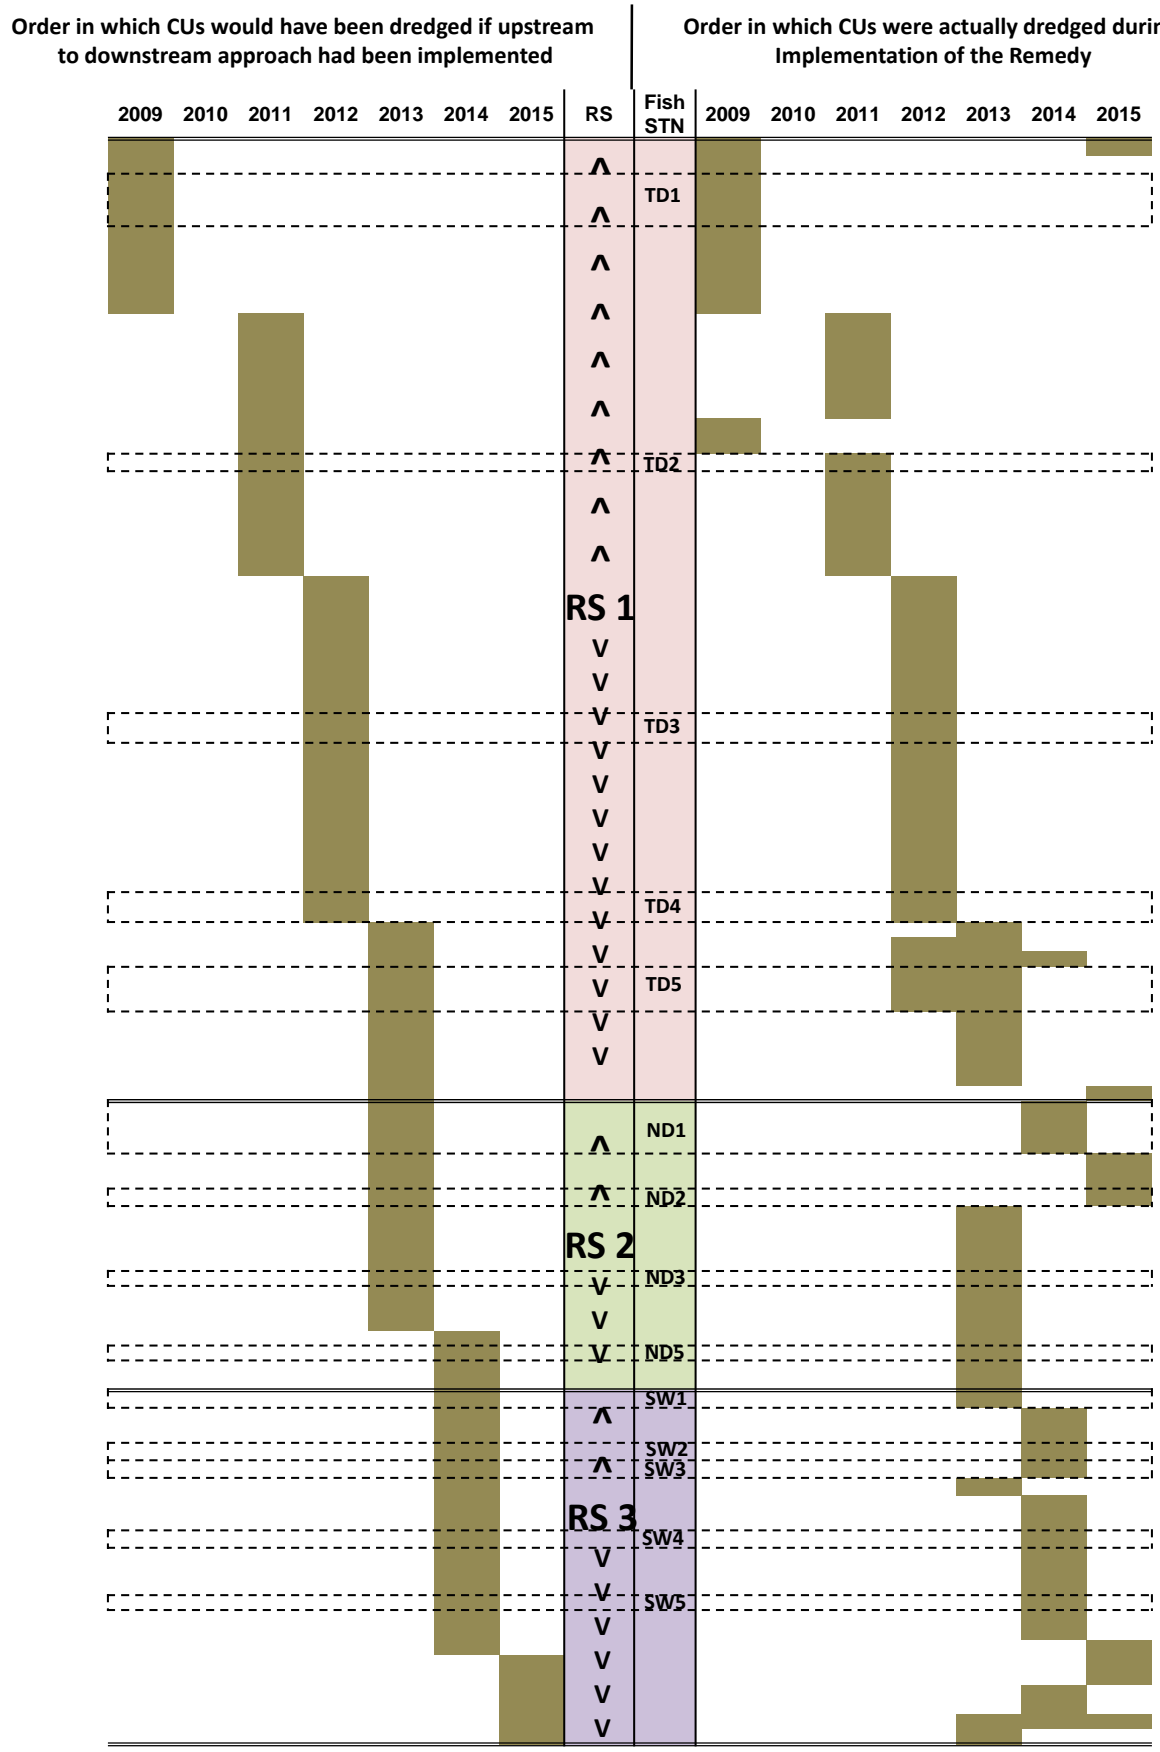 Order in which CUs would have been dredged if upstream
to downstream approach had been implemented
Order in which CUs were actually dredged durin
Implementation of the Remedy
2009 2010 2011 2012 2013 2014 2015 RS Fish STN 2009 2010 2011 2012 2013 2014 2015
^
TD1
^
^
^
^
^
^
TD2
^
^
RS 1
V
V
V
TD3
V
V
V
V
V
TD4
V
V
V
TD5
V
V
ND1
^
^
ND2
RS 2
ND3
V
V
V
ND5
SW1
^
SW2
^
SW3
RS 3
SW4
V
V
SW5
V
V
V
V